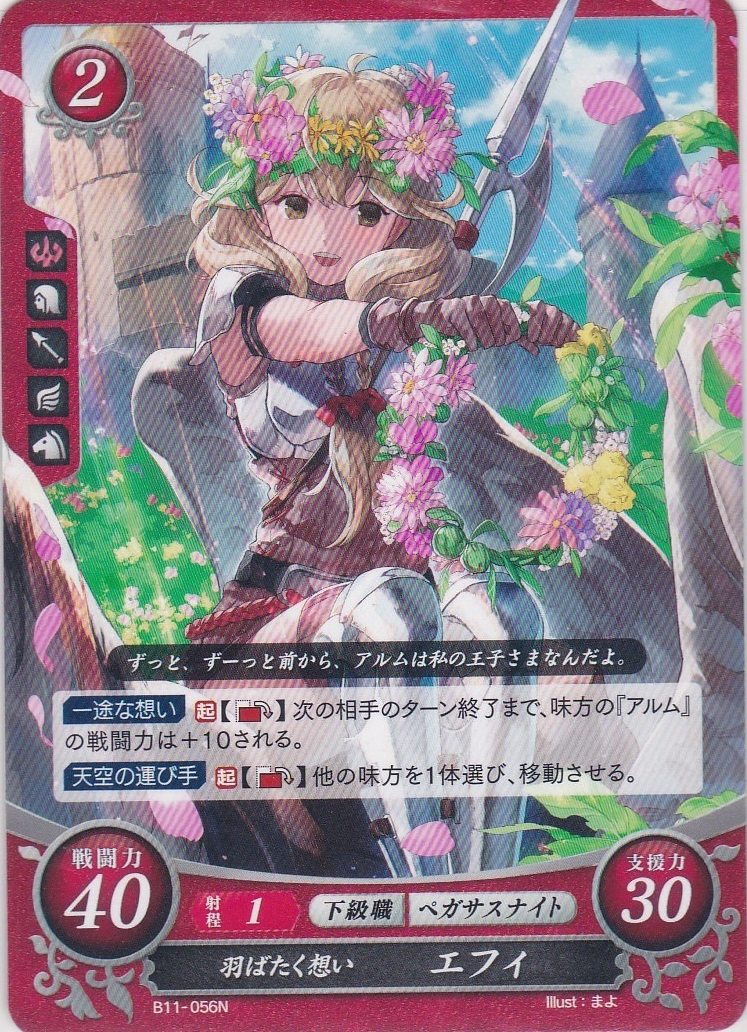 2
ずっと、ずーっと前から、アルムは私の王子さまなんだよ。
一途な想い 起【】次の相手のターン終了まで、味方の『アルム』
の戦闘力は+10される。
天空の運び手 起【】他の味方を1体選び、移動させる。
戦闘力
40
射程 1 下級職 ペガサスナイト
支援力
30
羽ばたく想い エフィ
B11-056N Illust:まよ